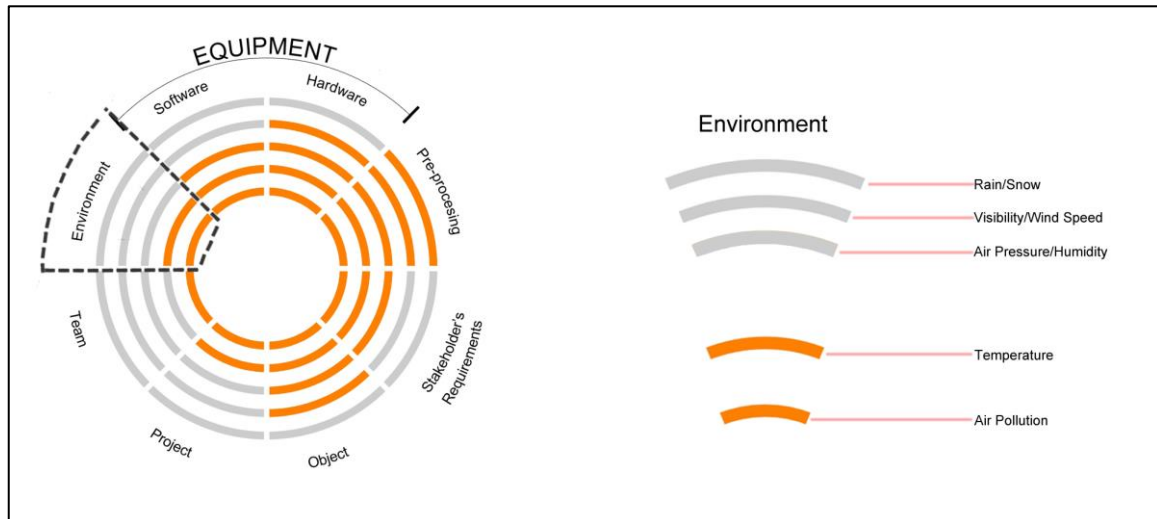 EQUIPMENT
Software
Hardware
Environment
Pre-procesing
Team
Stakeholder's
Requirements
Project
Object
Environment
Rain/Snow
Visibility/Wind Speed
Air Pressure/Humidity
Temperature
Air Pollution